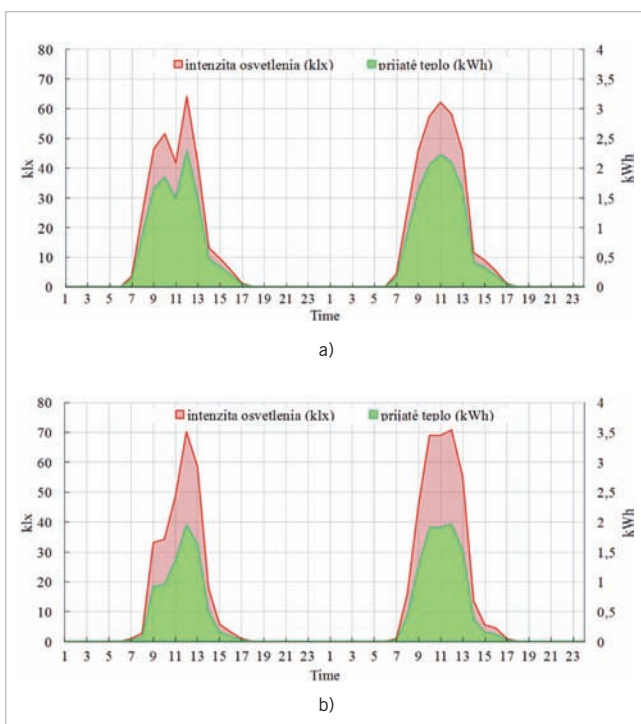 intenzita osvetlenia (klx) prijaté teplo (kWh)
80 4
70 3,5
60 3
50 2,5
40 2
30 1,5
20 1
10 0,5
0 0
klx
kWh
1 3 5 7 9 11 13 15 17 19 21 23 1 3 5 7 9 11 13 15 17 19 21 23
Time
a)
intenzita osvetlenia (klx) prijaté teplo (kWh)
80 4
70 3,5
60 3
50 2,5
40 2
30 1,5
20 1
10 0,5
0 0
klx
kWh
1 3 5 7 9 11 13 15 17 19 21 23 1 3 5 7 9 11 13 15 17 19 21 23
Time
b)